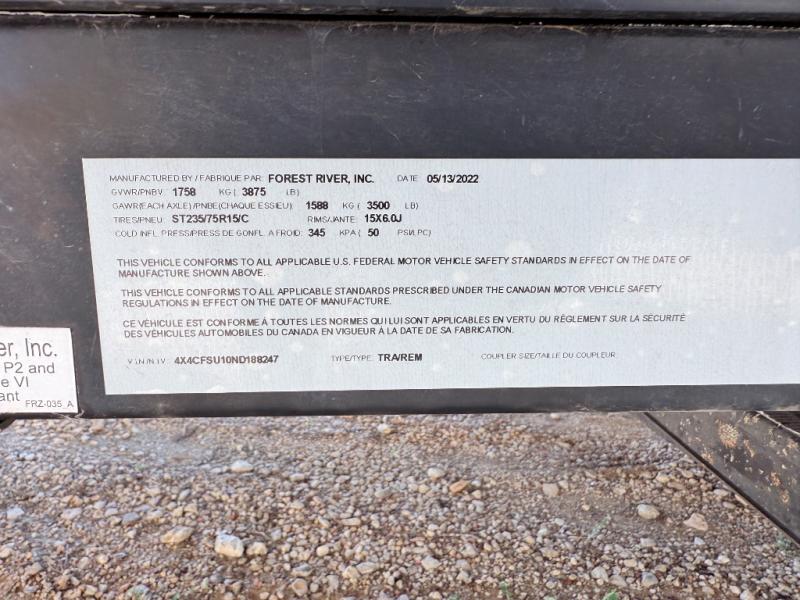 MANUFACTURED BY / FABRIQUE PAR: FOREST RIVER, INC. DATE 05/13/2022
GVWR/PNBV: 1758 KG ( 3875 LB)
GAWR(EACH AXLE)/PNBE(CHAQUE ESSIEU): 1588 KG ( 3500 LB)
TIRES/PNEU: ST235/75R15/C RIMS/JANTE: 15X6.0J
COLD INFL. PRESS/PRESS DE GONFL. A FROID: 345 KPA ( 50 PSI/LPC)
THIS VEHICLE CONFORMS TO ALL APPLICABLE U.S. FEDERAL MOTOR VEHICLE SAFETY STANDARDS IN EFFECT ON THE DATE OF
MANUFACTURE SHOWN ABOVE.
THIS VEHICLE CONFORMS TO ALL APPLICABLE STANDARDS PRESCRIBED UNDER THE CANADIAN MOTOR VEHICLE SAFETY
REGULATIONS IN EFFECT ON THE DATE OF MANUFACTURE.
CE VÉHICULE EST CONFORME À TOUTES LES NORMES QUI LUI SONT APPLICABLES EN VERTU DU RÈGLEMENT SUR LA SÉCURITÉ
DES VÉHICULES AUTOMOBILES DU CANADA EN VIGUEUR À LA DATE DE SA FABRICATION.
V.I.N./N.I.V. 4X4CFSU10ND188247 TYPE/TYPE: TRA/REM COUPLER SIZE/TAILLE DU COUPLEUR
er, Inc.
P2 and
e VI
ant
FRZ-035 A